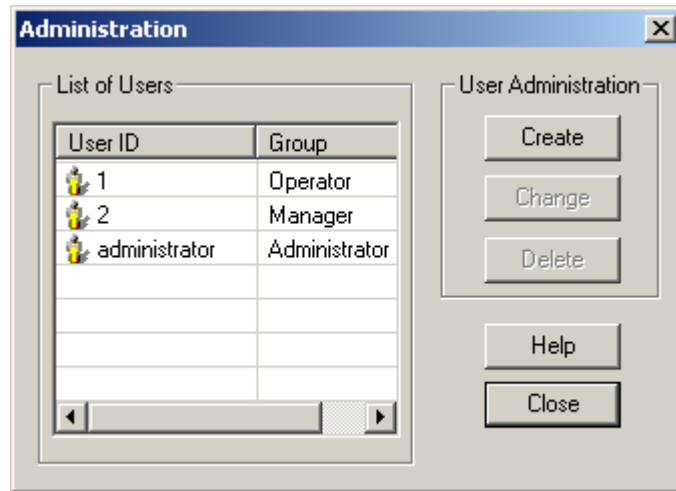 Administration
List of Users
User ID Group
1 Operator
2 Manager
administrator Administrator
User Administration
Create
Change
Delete
Help
Close